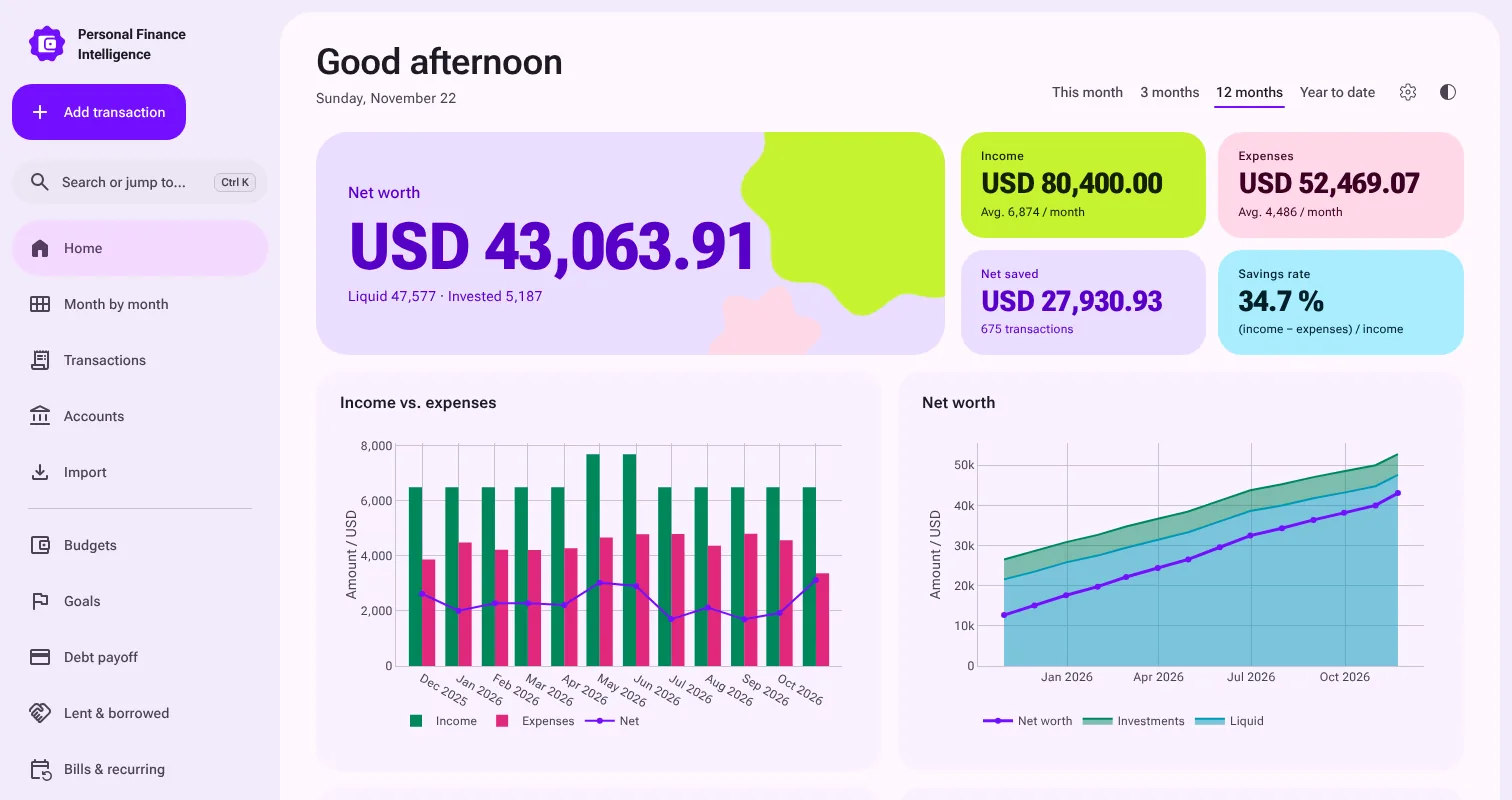 Personal Finance
Intelligence
Add transaction
Search or jump to...
Ctrl K
Home
Month by month
Transactions
Accounts
Import
Budgets
Goals
Debt payoff
Lent & borrowed
Bills & recurring
Good afternoon
Sunday, November 22
This month
3 months
12 months
Year to date
Net worth
USD 43,063.91
Liquid 47,577 · Invested 5,187
Income
USD 80,400.00
Avg. 6,874 / month
Expenses
USD 52,469.07
Avg. 4,486 / month
Net saved
USD 27,930.93
675 transactions
Savings rate
34.7 %
(income – expenses) / income
Income vs. expenses
Amount / USD
8,000
6,000
4,000
2,000
0
Dec 2025
Jan 2026
Feb 2026
Mar 2026
Apr 2026
May 2026
Jun 2026
Jul 2026
Aug 2026
Sep 2026
Oct 2026
Income
Expenses
Net
Net worth
Amount / USD
50k
40k
30k
20k
10k
0
Jan 2026
Apr 2026
Jul 2026
Oct 2026
Net worth
Investments
Liquid